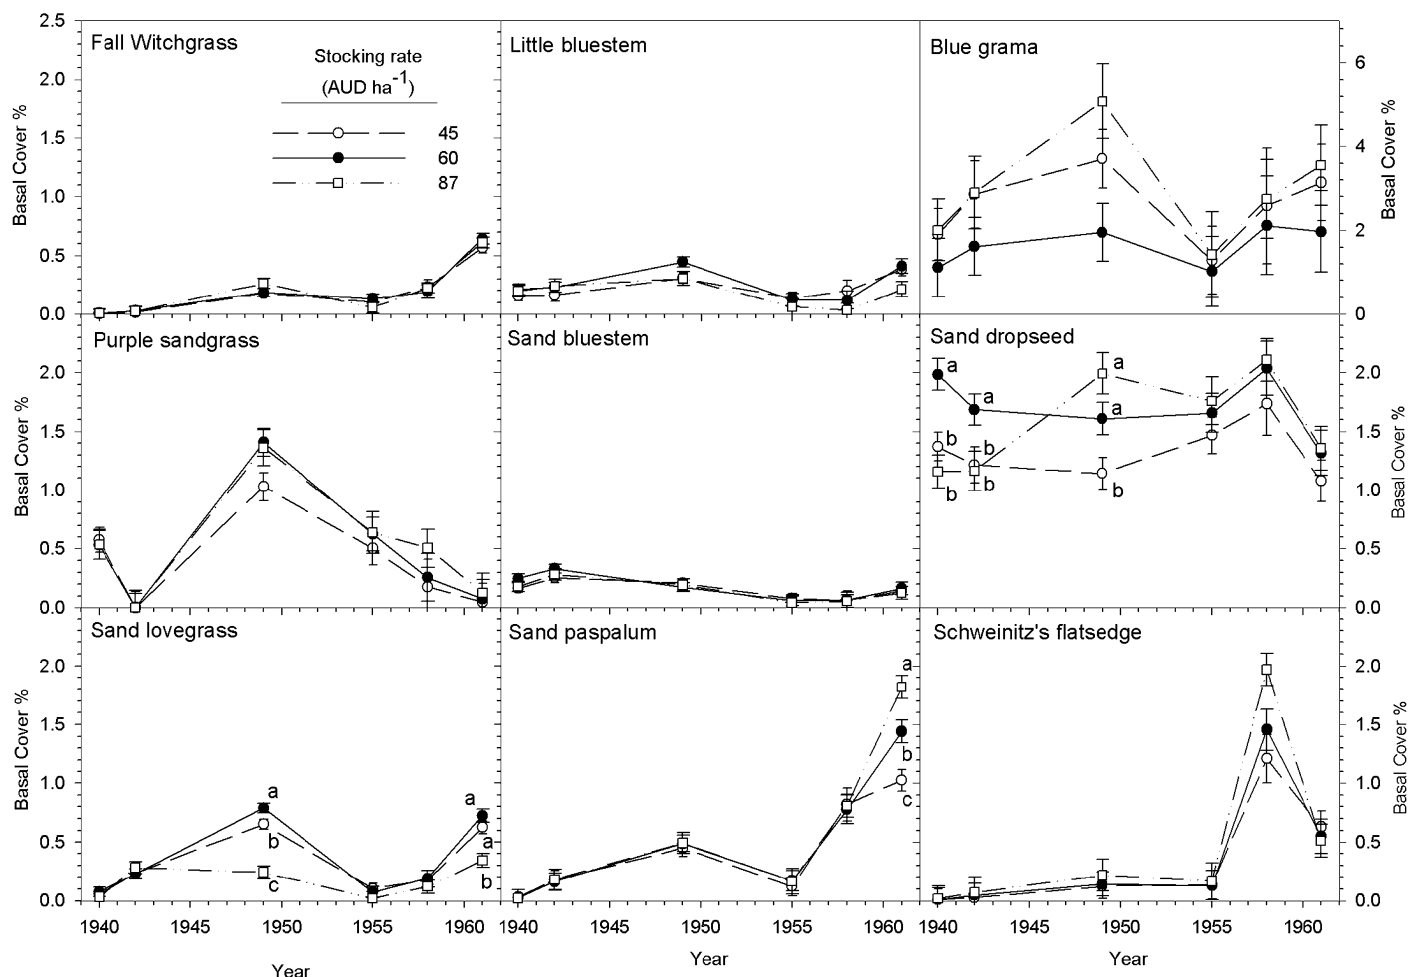 2.5
2.0
1.5
1.0
0.5
0.0
Basal Cover %
Fall Witchgrass
Stocking rate
(AUD ha-1)
45
60
87
Little bluestem
Blue grama
6
4
2
0
Basal Cover %
Purple sandgrass
2.0
1.5
1.0
0.5
0.0
Basal Cover %
Sand bluestem
Sand dropseed
a
a
a
a
b
b
b
b
b
2.0
1.5
1.0
0.5
0.0
Basal Cover %
Sand lovegrass
2.0
1.5
1.0
0.5
0.0
Basal Cover %
a
b
c
a
a
b
1940 1945 1950 1955 1960
Year
Sand paspalum
a
b
c
1940 1945 1950 1955 1960
Year
Schweinitz's flatsedge
2.0
1.5
1.0
0.5
0.0
Basal Cover %
1940 1945 1950 1955 1960
Year